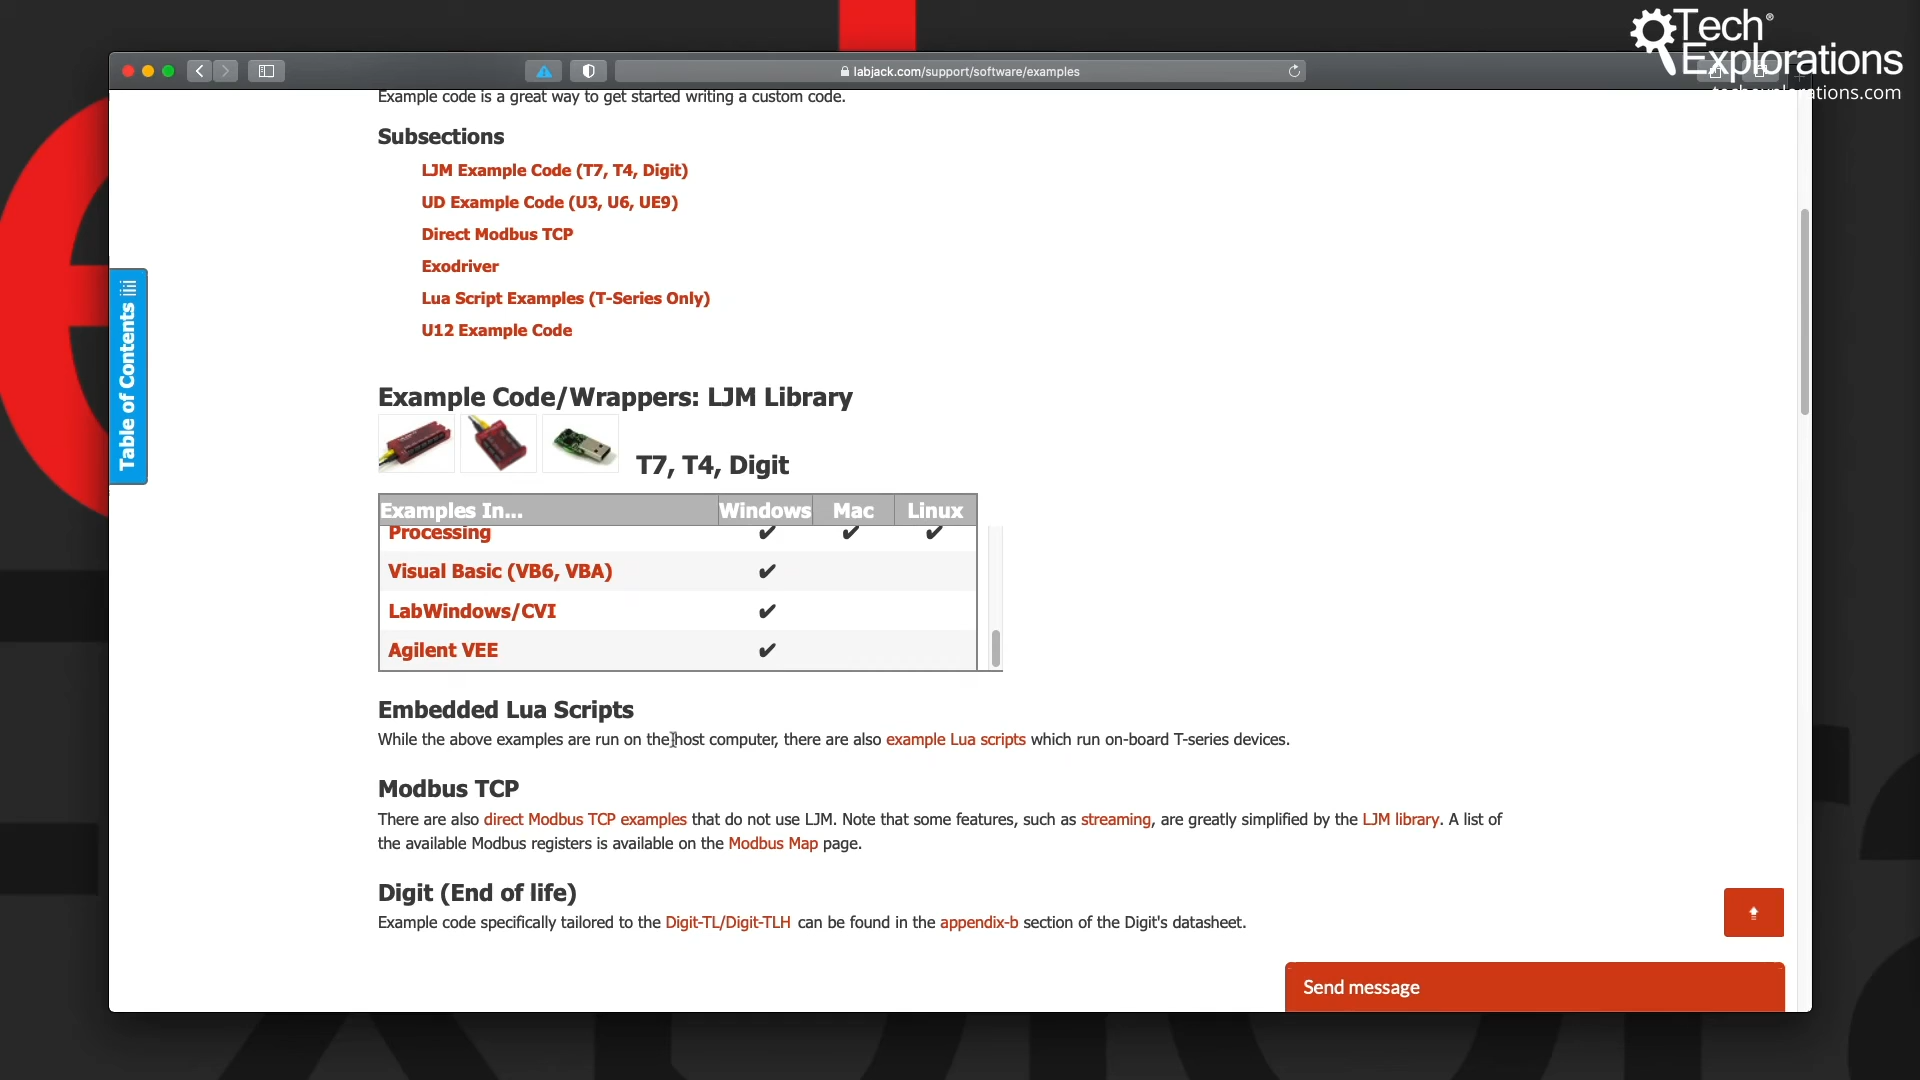 Tech®
Explorations
labjack.com/support/software/examples
Example code is a great way to get started writing a custom code.
Subsections
LJM Example Code (T7, T4, Digit)
UD Example Code (U3, U6, UE9)
Direct Modbus TCP
Exodriver
Lua Script Examples (T-Series Only)
U12 Example Code
Table of Contents
Example Code/Wrappers: LJM Library
T7, T4, Digit
Examples In... Windows Mac Linux
Processing ✔ ✔ ✔
Visual Basic (VB6, VBA) ✔
LabWindows/CVI ✔
Agilent VEE ✔
Embedded Lua Scripts
While the above examples are run on the host computer, there are also example Lua scripts which run on-board T-series devices.
Modbus TCP
There are also direct Modbus TCP examples that do not use LJM. Note that some features, such as streaming, are greatly simplified by the LJM library. A list of
the available Modbus registers is available on the Modbus Map page.
Digit (End of life)
Example code specifically tailored to the Digit-TL/Digit-TLH can be found in the appendix-b section of the Digit's datasheet.
Send message